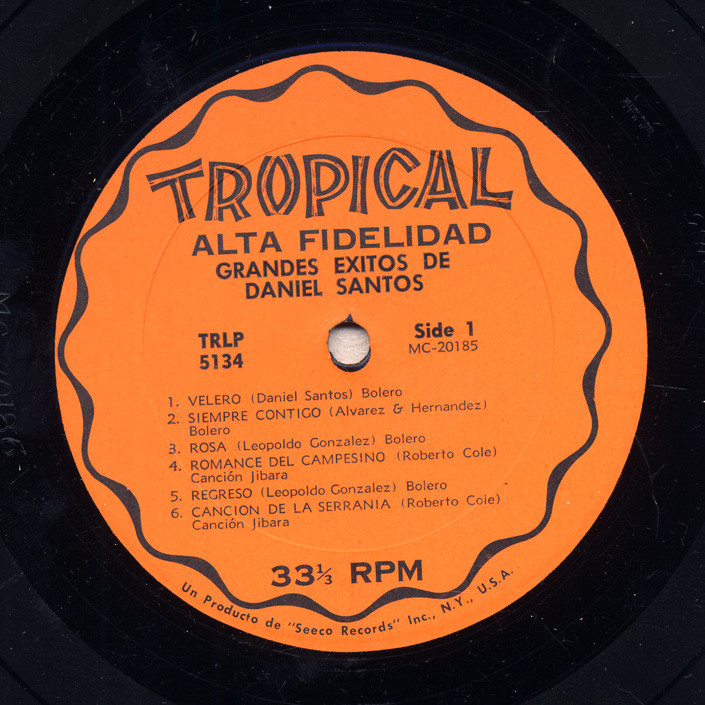 TROPICAL
ALTA FIDELIDAD
GRANDES EXITOS DE
DANIEL SANTOS
TRLP
5134
Side 1
MC-20185
1. VELERO (Daniel Santos) Bolero
2. SIEMPRE CONTIGO (Alvarez & Hernandez)
Bolero
3. ROSA (Leopoldo Gonzalez) Bolero
4. ROMANCE DEL CAMPESINO (Roberto Cole)
Canción Jibara
5. REGRESO (Leopoldo Gonzalez) Bolero
6. CANCION DE LA SERRANIA (Roberto Cole)
Canción Jibara
33⅓ RPM
Un Producto de "Seeco Records" Inc., N.Y., U.S.A.